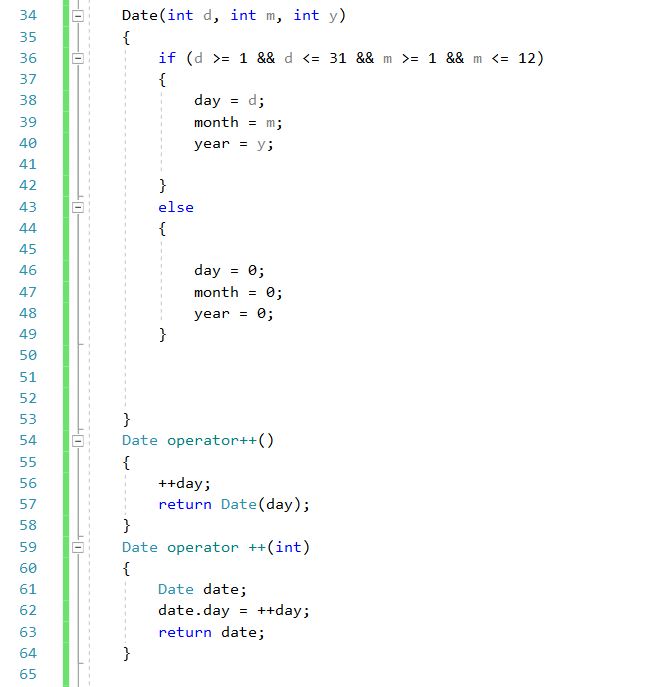 34 Date(int d, int m, int y)
35 {
36 if (d >= 1 && d <= 31 && m >= 1 && m <= 12)
37 {
38 day = d;
39 month = m;
40 year = y;
41
42 }
43 else
44 {
45
46 day = 0;
47 month = 0;
48 year = 0;
49 }
50
51
52
53 }
54 Date operator++()
55 {
56 ++day;
57 return Date(day);
58 }
59 Date operator ++(int)
60 {
61 Date date;
62 date.day = ++day;
63 return date;
64 }
65